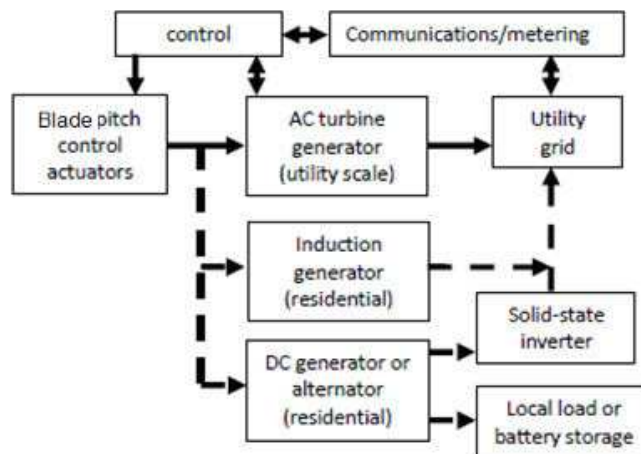 control
Communications/metering
Blade pitch
control
actuators
AC turbine
generator
(utility scale)
Utility
grid
Induction
generator
(residential)
Solid-state
inverter
DC generator or
alternator
(residential)
Local load or
battery storage